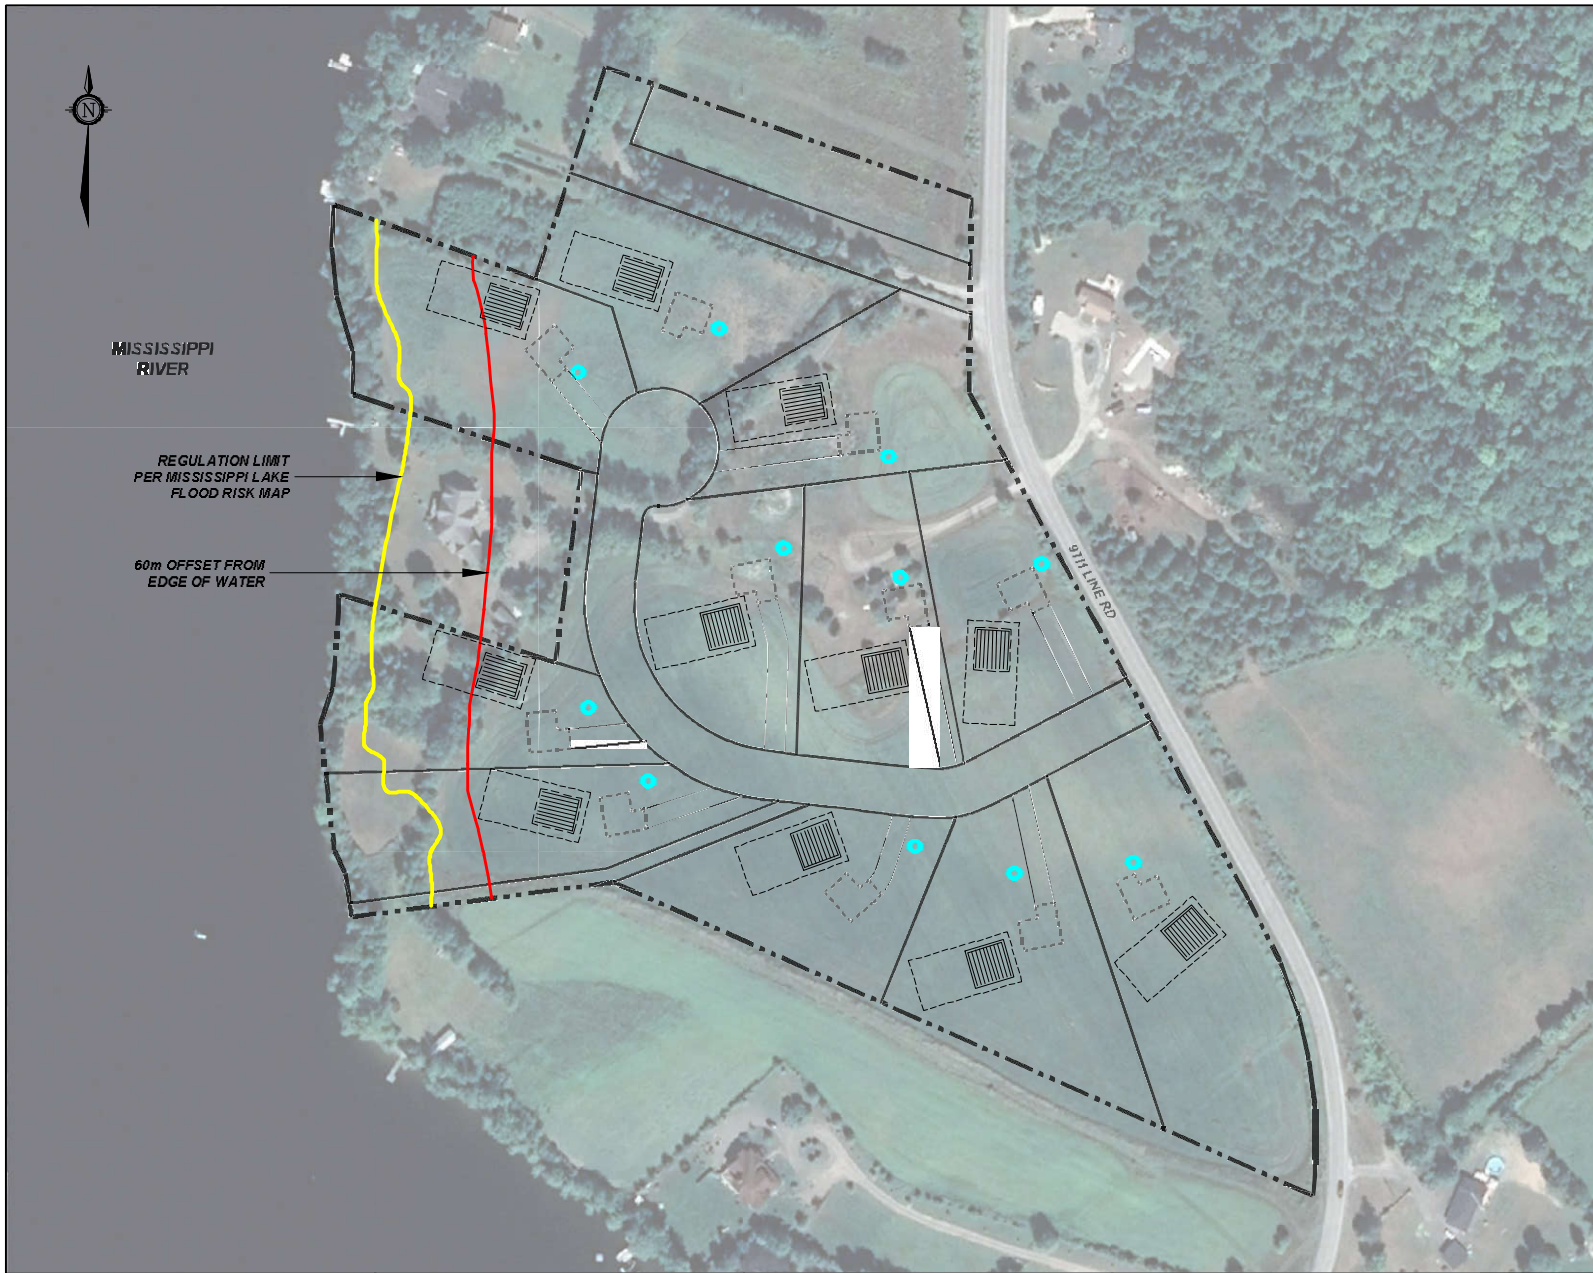 N
MISSISSIPPI
RIVER
REGULATION LIMIT
PER MISSISSIPPI LAKE
FLOOD RISK MAP
60m OFFSET FROM
EDGE OF WATER
9TH LINE RD